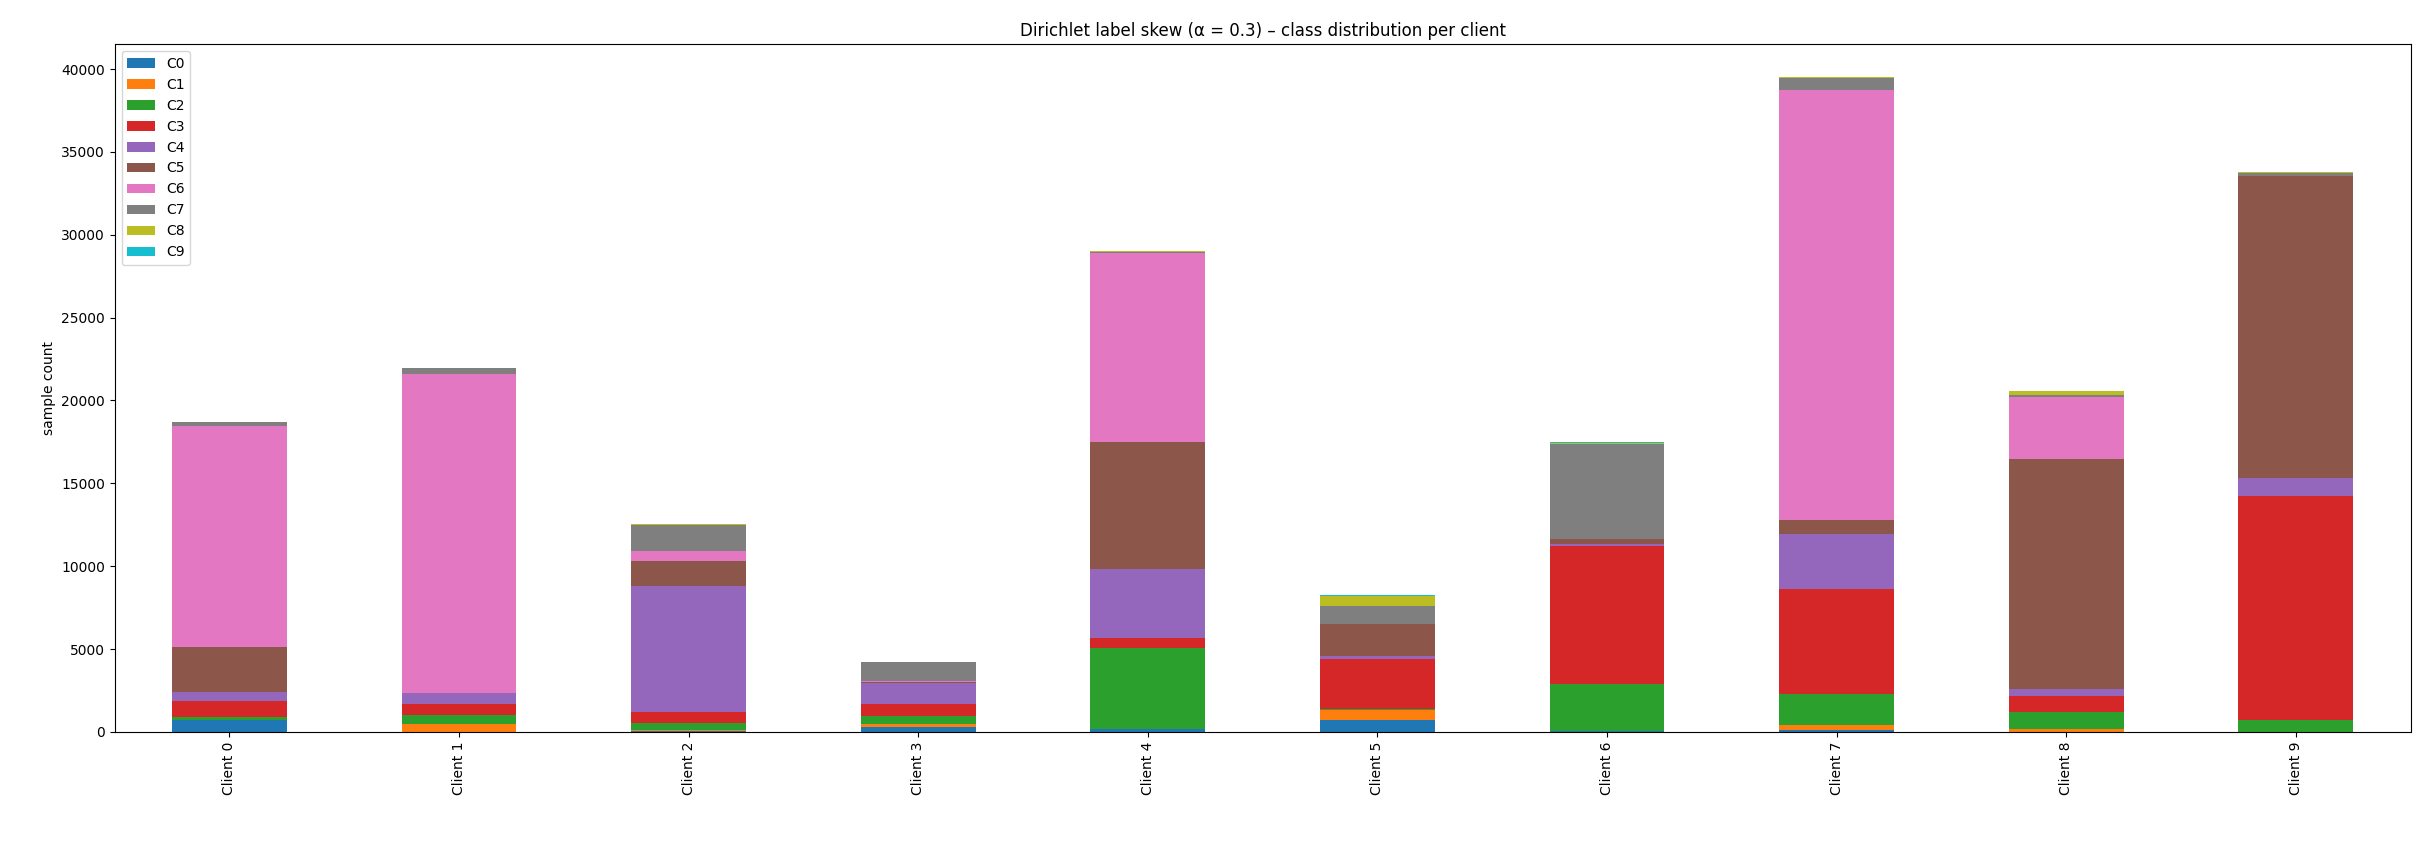 Dirichlet label skew (α = 0.3) – class distribution per client
40000
35000
30000
25000
20000
15000
10000
5000
0
sample count
C0
C1
C2
C3
C4
C5
C6
C7
C8
C9
Client 0
Client 1
Client 2
Client 3
Client 4
Client 5
Client 6
Client 7
Client 8
Client 9